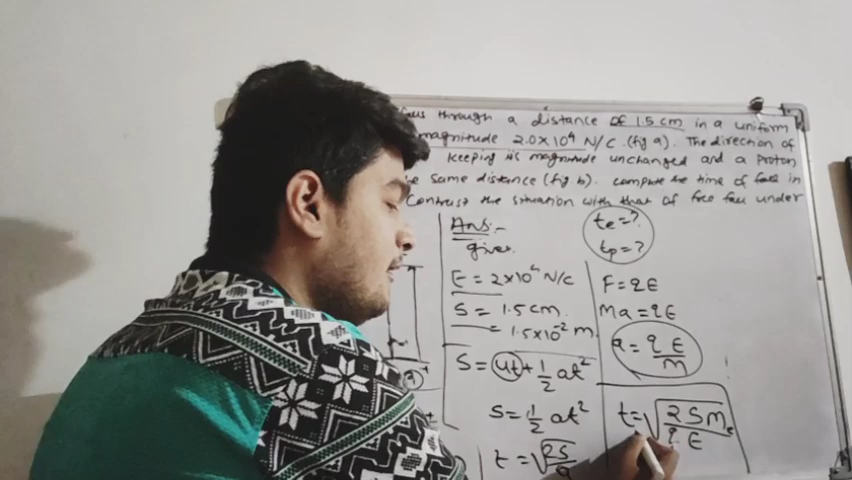 through a distance of 1.5 cm in a uniform
magnitude 2.0×10⁴ N/C (fig a). The direction of
keeping its magnitude unchanged and a Proton
same distance (fig b). Compute the time of fall in
Contrast the situation with that of free fall under
Ans:-
given
E = 2×10⁴ N/C
S = 1.5 cm.
= 1.5×10⁻² m
S = ut + 1/2 at²
S = 1/2 at²
t = √2S/a
te = ?
tp = ?
F = qE
Ma = qE
a = qE/m
t = √2Sme/qE